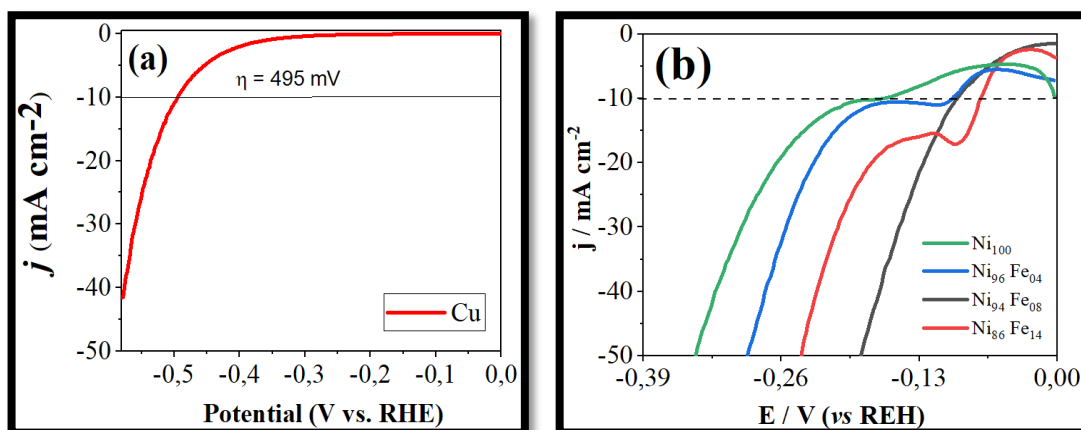 (a)
η = 495 mV
j (mA cm-2)
0
-10
-20
-30
-40
-50
Cu
-0,5 -0,4 -0,3 -0,2 -0,1 0,0
Potential (V vs. RHE)
(b)
j / mA cm-2
0
-10
-20
-30
-40
-50
Ni100
Ni96 Fe04
Ni94 Fe08
Ni86 Fe14
-0.39 -0.26 -0.13 0.00
E / V (vs REH)